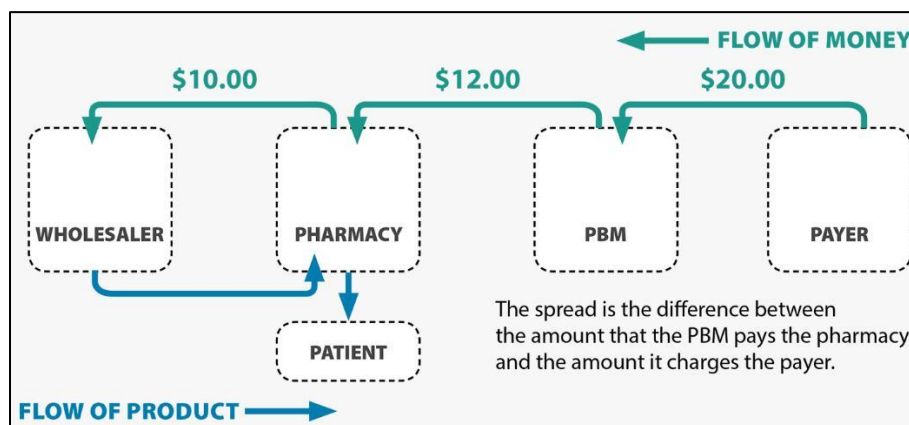 FLOW OF MONEY
$10.00 $12.00 $20.00
WHOLESALER PHARMACY PBM PAYER
The spread is the difference between
the amount that the PBM pays the pharmacy
and the amount it charges the payer.
PATIENT
FLOW OF PRODUCT